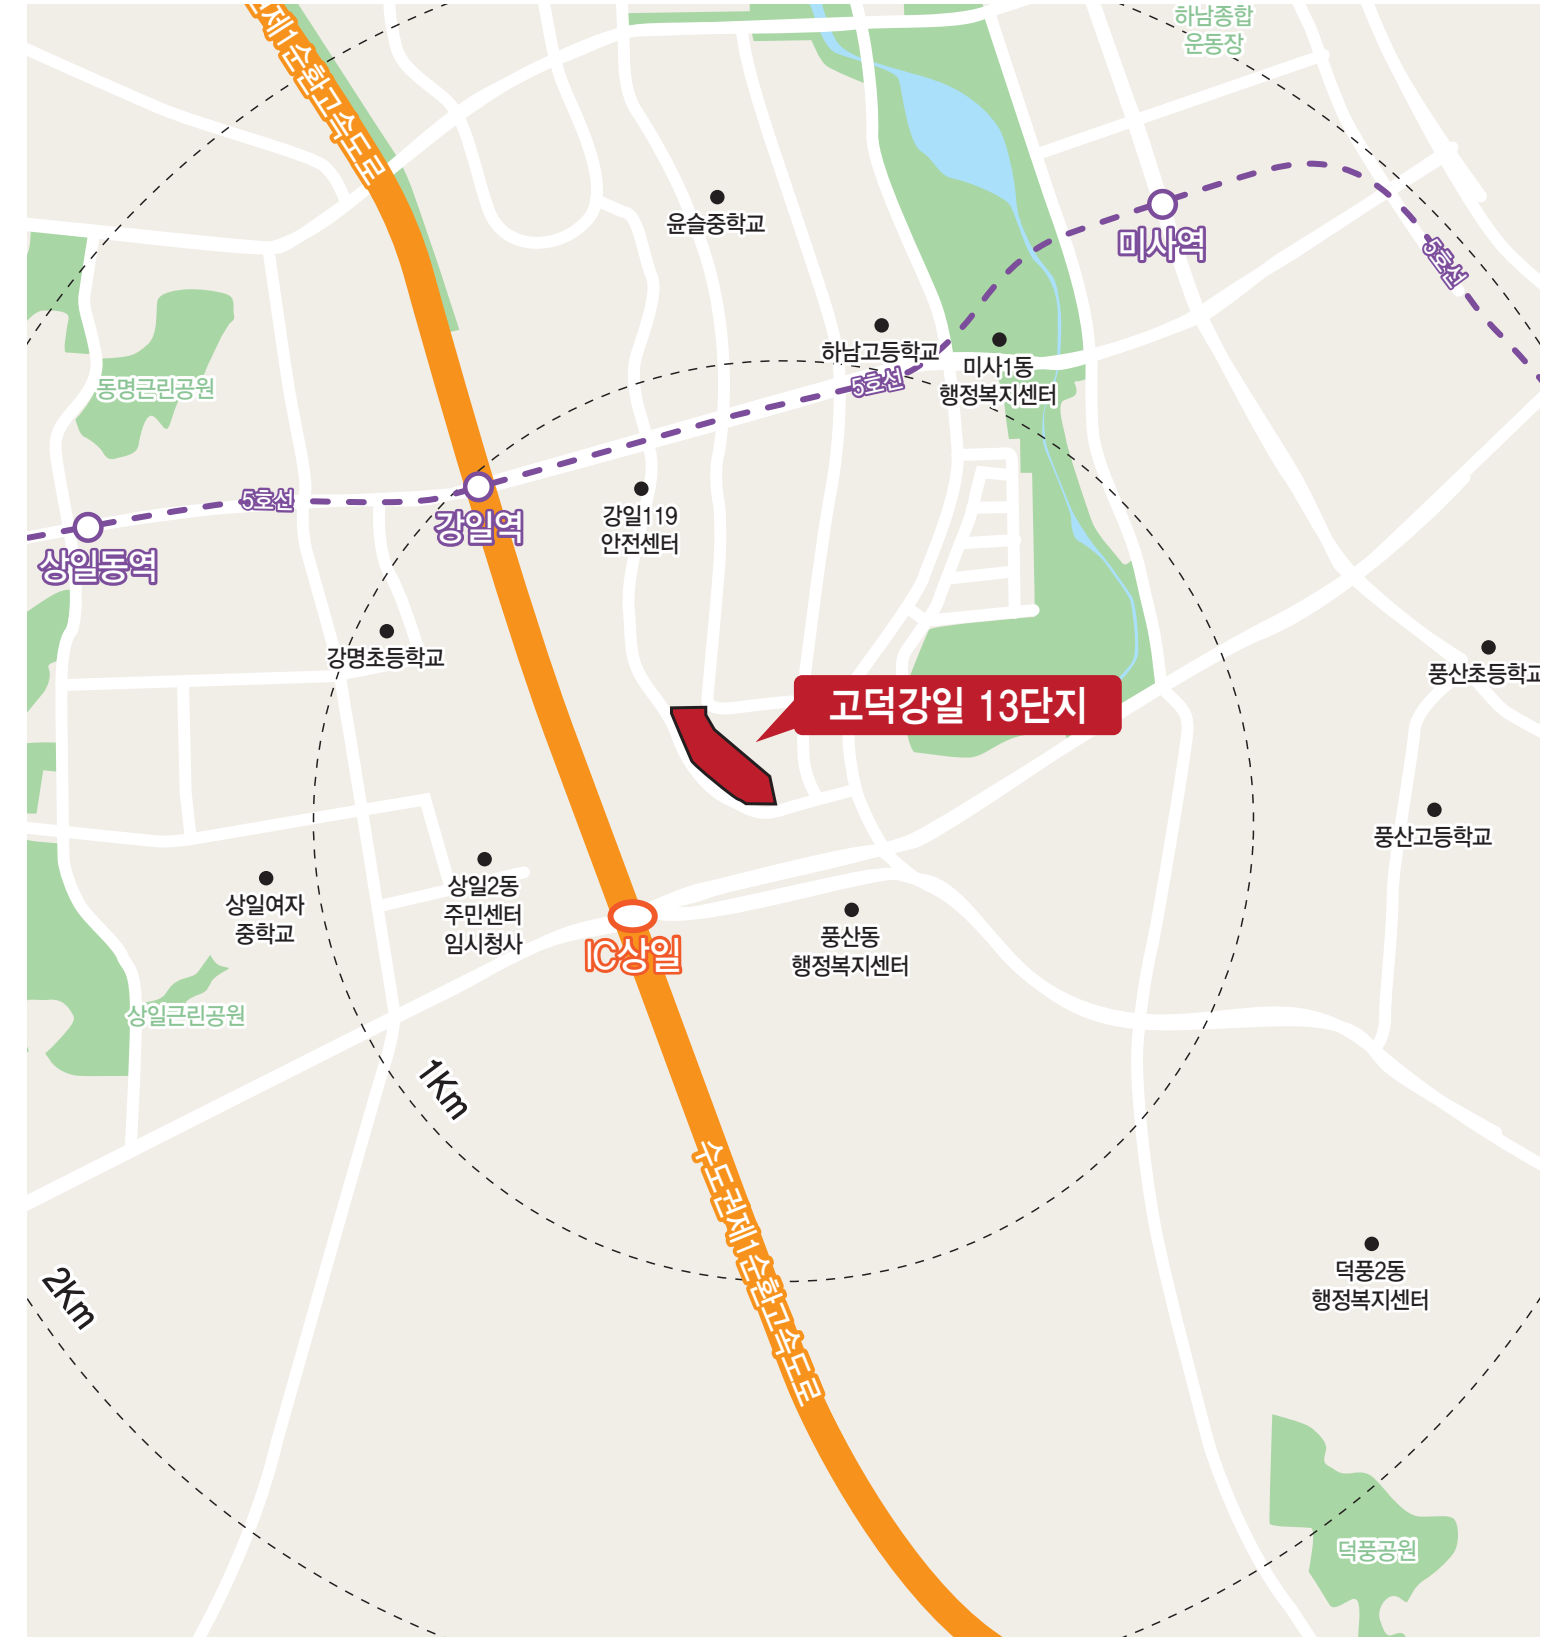 하남종합
운동장
권제1순환고속도로
윤슬중학교
미사역
5호선
하남고등학교
미사1동
행정복지센터
5호선
동명근린공원
5호선
강일역
강일119
안전센터
상일동역
강명초등학교
풍산초등학교
고덕강일 13단지
풍산고등학교
상일여자
중학교
상일2동
주민센터
임시청사
IC상일
풍산동
행정복지센터
상일근린공원
1Km
수도권제1순환고속도로
2Km
덕풍2동
행정복지센터
덕풍공원